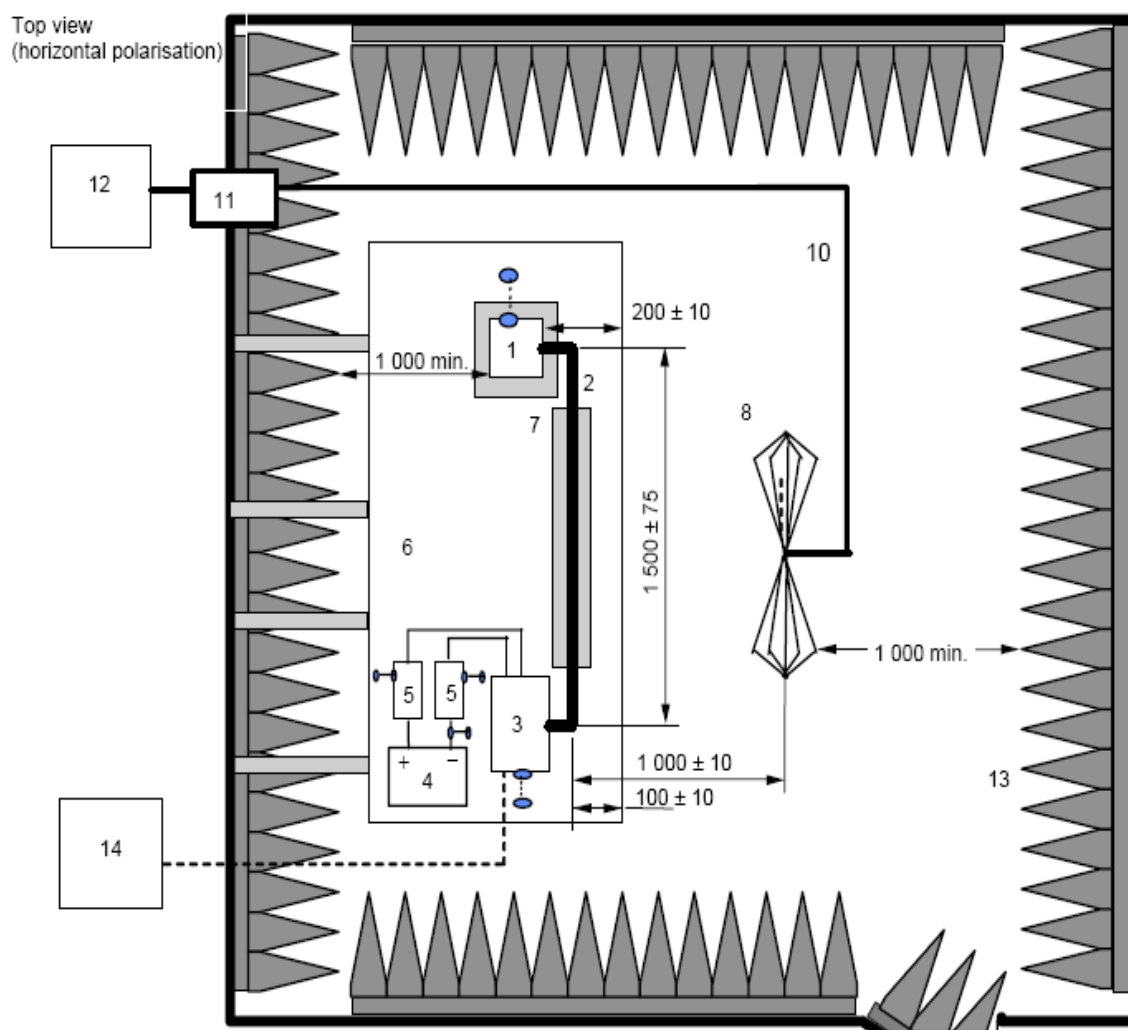 Top view
(horizontal polarisation)
12
11
10
200 ± 10
1
1 000 min.
2
8
7
1 500 ± 75
6
1 000 min.
5
5
3
+
−
4
1 000 ± 10
13
100 ± 10
14